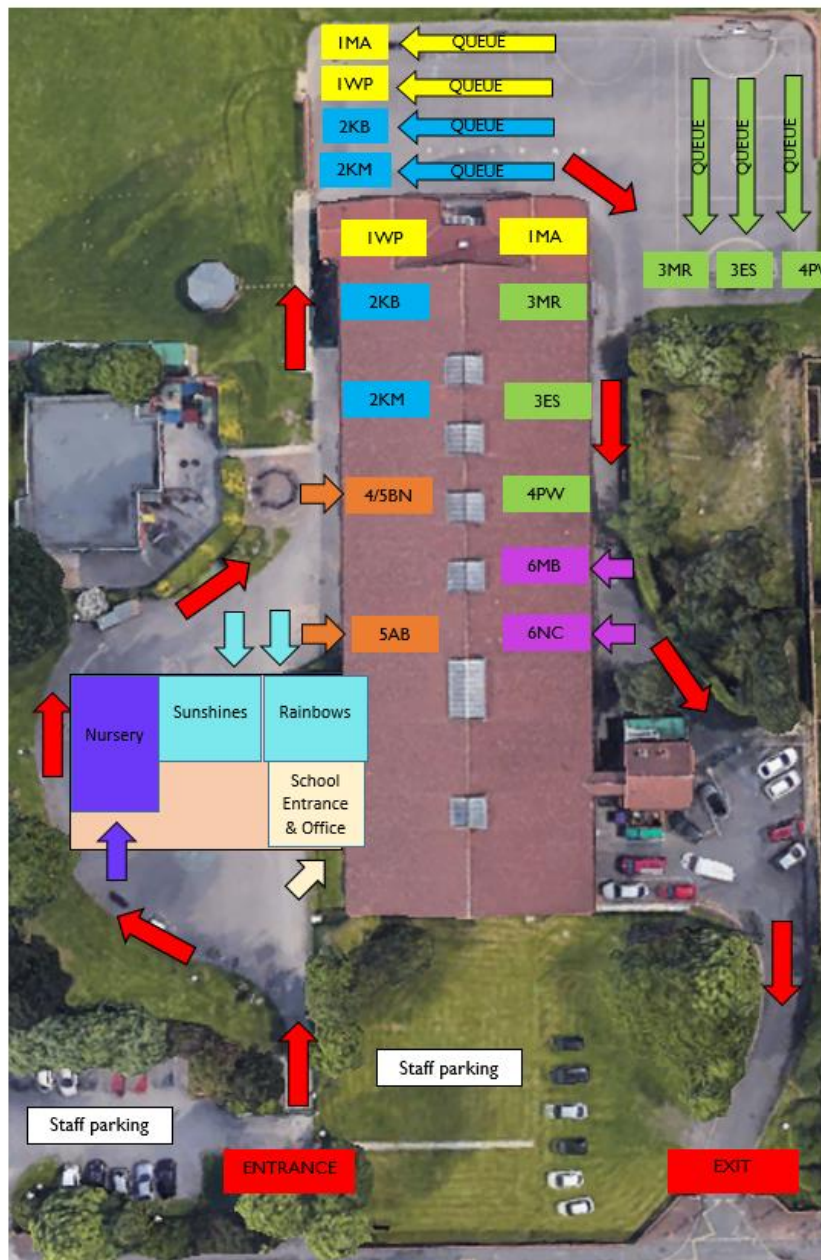 1MA
QUEUE
1WP
QUEUE
2KB
QUEUE
2KM
QUEUE
QUEUE
QUEUE
QUEUE
3MR
3ES
4P
1WP
1MA
2KB
3MR
2KM
3ES
4/5BN
4PW
6MB
5AB
6NC
Nursery
Sunshines
Rainbows
School
Entrance
& Office
Staff parking
Staff parking
ENTRANCE
EXIT